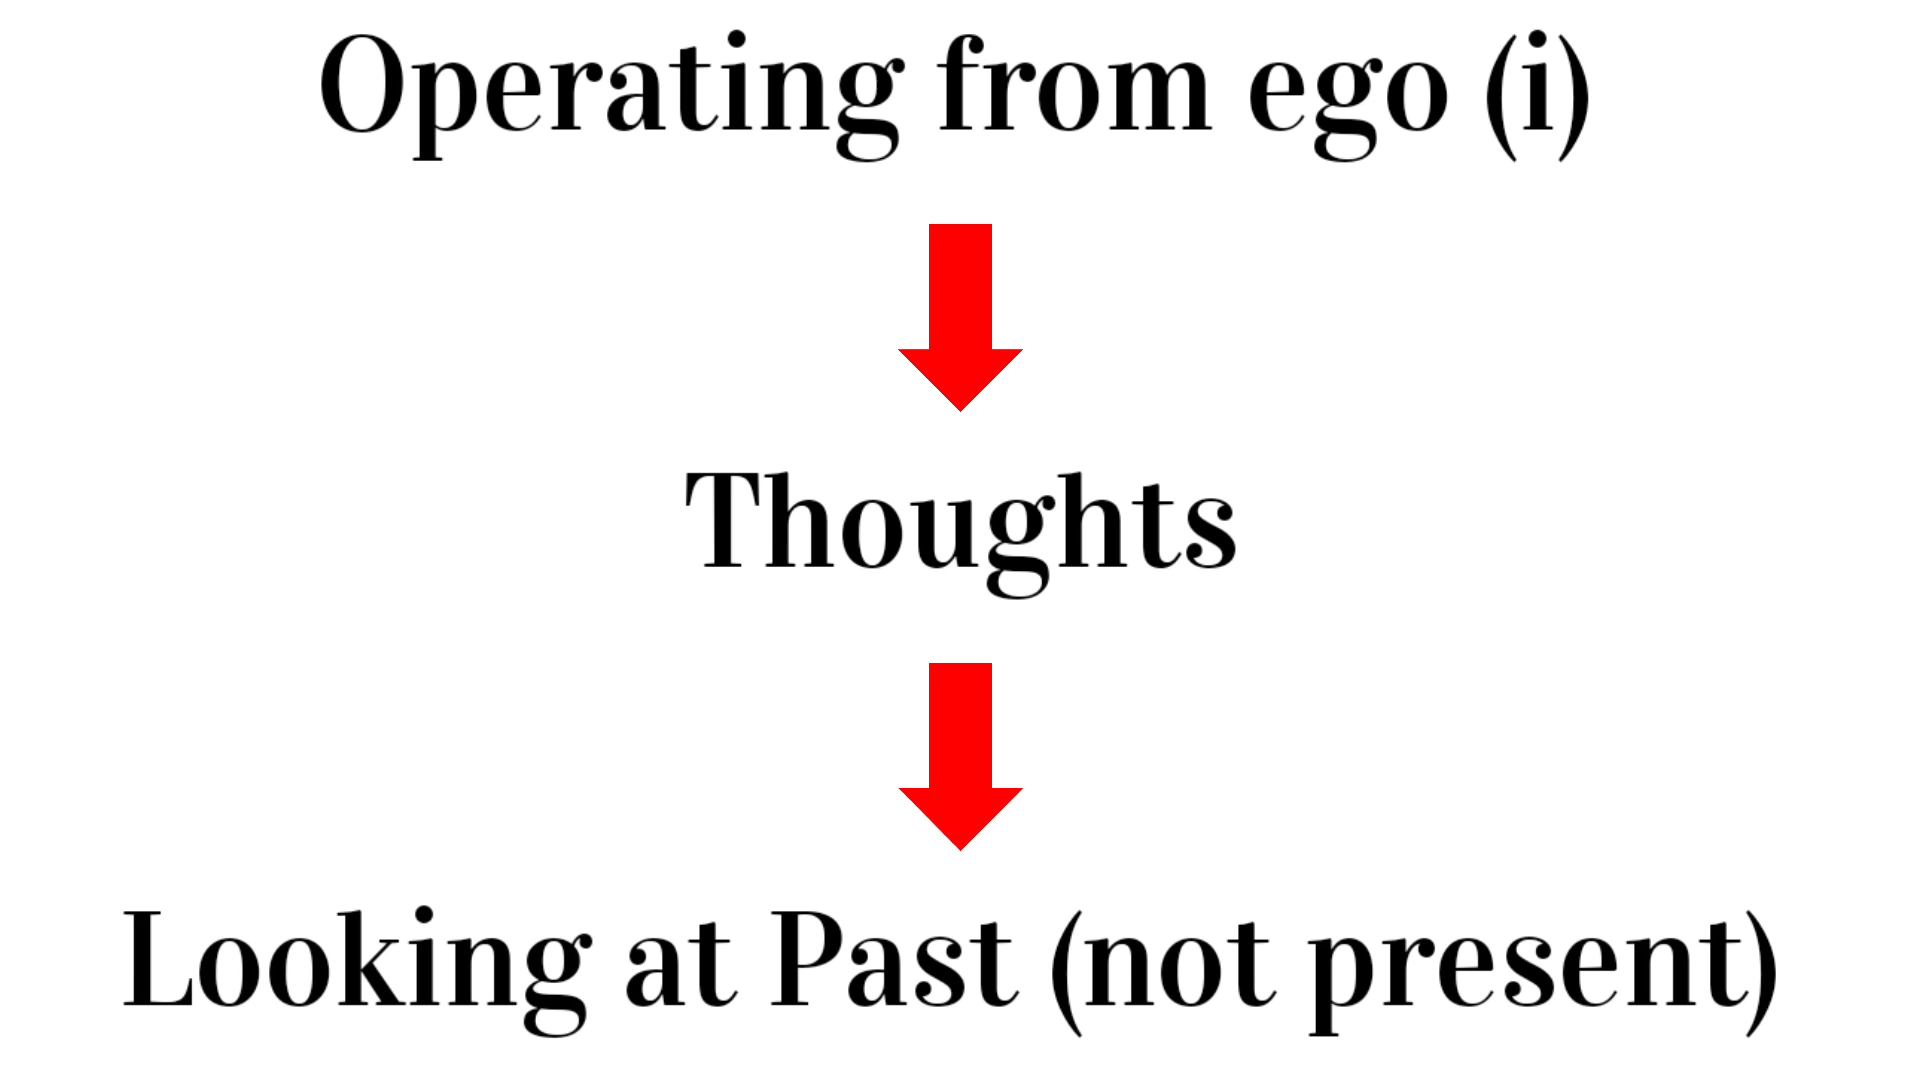 Operating from ego (i)
Thoughts
Looking at Past (not present)